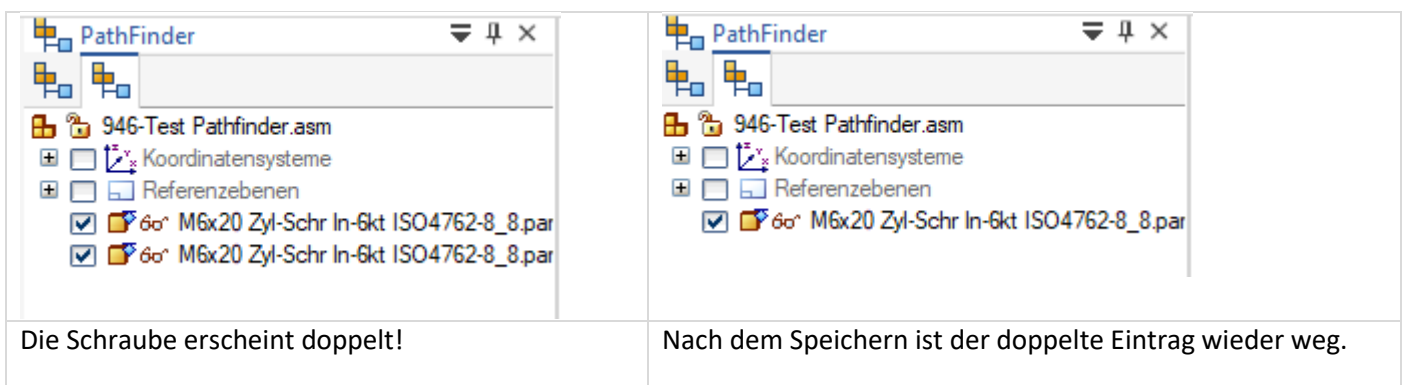 PathFinder
946-Test Pathfinder.asm
Koordinatensysteme
Referenzebenen
M6x20 Zyl-Schr In-6kt ISO4762-8_8.par
M6x20 Zyl-Schr In-6kt ISO4762-8_8.par
Die Schraube erscheint doppelt!
PathFinder
946-Test Pathfinder.asm
Koordinatensysteme
Referenzebenen
M6x20 Zyl-Schr In-6kt ISO4762-8_8.par
Nach dem Speichern ist der doppelte Eintrag wieder weg.